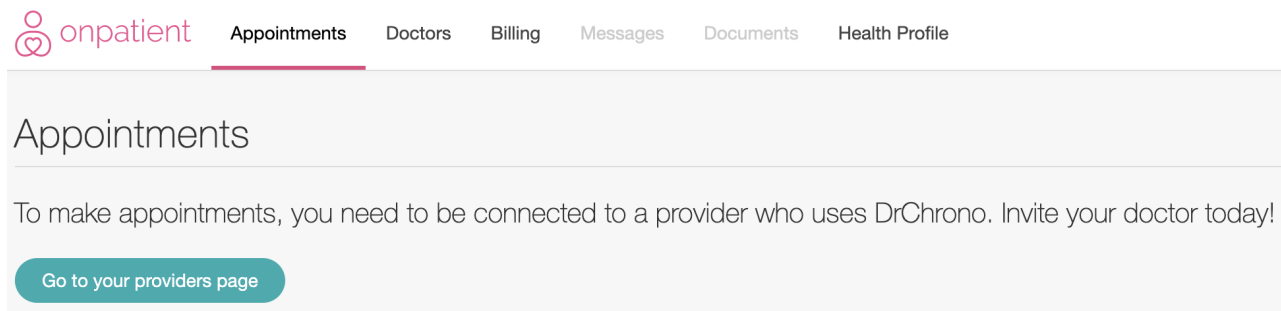 onpatient Appointments Doctors Billing Messages Documents Health Profile
Appointments
To make appointments, you need to be connected to a provider who uses DrChrono. Invite your doctor today!
Go to your providers page